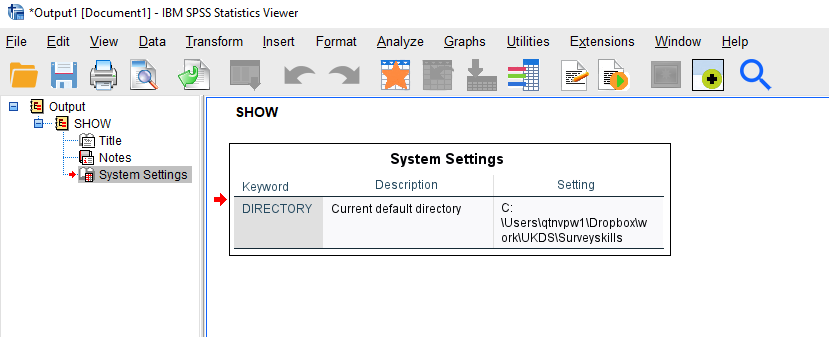 *Output1 [Document1] - IBM SPSS Statistics Viewer
File Edit View Data Transform Insert Format Analyze Graphs Utilities Extensions Window Help
Output
SHOW
Title
Notes
System Settings
SHOW
System Settings
Keyword Description Setting
DIRECTORY Current default directory C:
\Users\qtnvpw1\Dropbox\w
ork\UKDS\Surveyskills